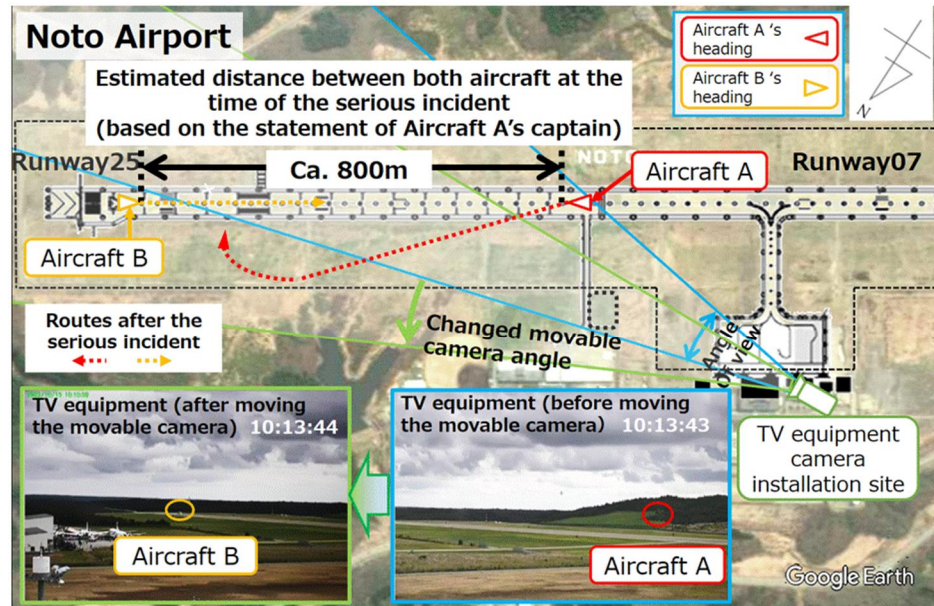 Noto Airport
Aircraft A 's
heading
Aircraft B 's
heading
N
Estimated distance between both aircraft at the
time of the serious incident
(based on the statement of Aircraft A's captain)
Runway25
Ca. 800m
NOTO
Aircraft A
Runway07
Aircraft B
Routes after the
serious incident
Changed movable
camera angle
Angle
of view
TV equipment
camera
installation site
TV equipment (after moving
the movable camera) 10:13:44
Aircraft B
TV equipment (before moving
the movable camera) 10:13:43
Aircraft A
Google Earth